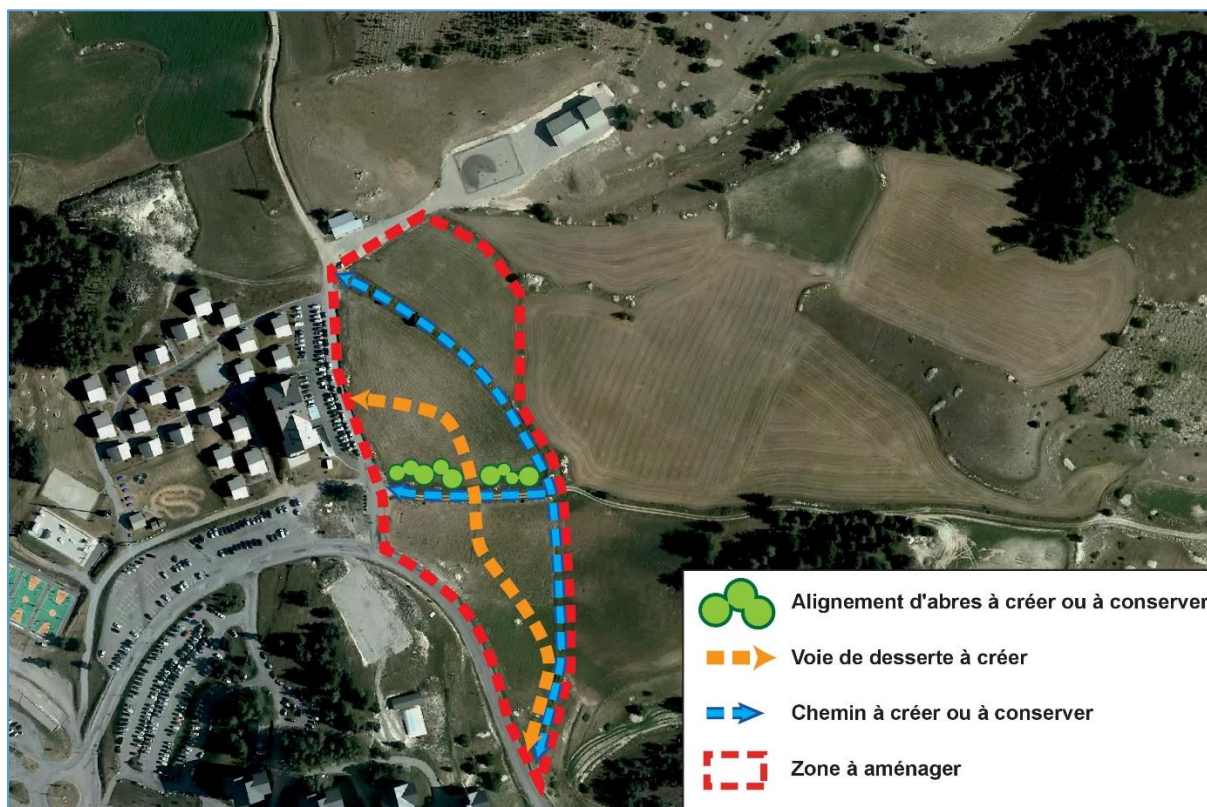 Alignement d'abres à créer ou à conserver
Voie de desserte à créer
Chemin à créer ou à conserver
Zone à aménager